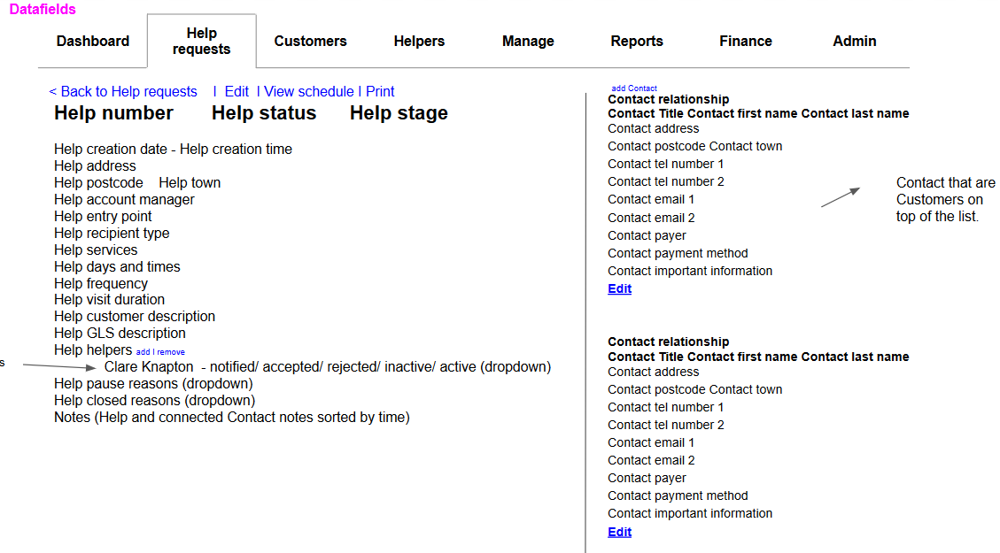 Datafields
Dashboard
Help
requests
Customers
Helpers
Manage
Reports
Finance
Admin
< Back to Help requests | Edit | View schedule | Print
Help number Help status Help stage
Help creation date - Help creation time
Help address
Help postcode Help town
Help account manager
Help entry point
Help recipient type
Help services
Help days and times
Help frequency
Help visit duration
Help customer description
Help GLS description
Help helpers add | remove
s
Clare Knapton - notified/ accepted/ rejected/ inactive/ active (dropdown)
Help pause reasons (dropdown)
Help closed reasons (dropdown)
Notes (Help and connected Contact notes sorted by time)
add Contact
Contact relationship
Contact Title Contact first name Contact last name
Contact address
Contact postcode Contact town
Contact tel number 1
Contact tel number 2
Contact email 1
Contact email 2
Contact payer
Contact payment method
Contact important information
Edit
Contact that are
Customers on
top of the list.
Contact relationship
Contact Title Contact first name Contact last name
Contact address
Contact postcode Contact town
Contact tel number 1
Contact tel number 2
Contact email 1
Contact email 2
Contact payer
Contact payment method
Contact important information
Edit